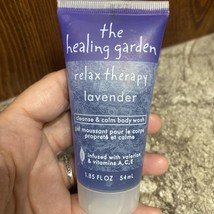 the
healing garden
relax therapy
lavender
cleanse & calm body wash
gel moussant pour le corps
propreté et calme
infused with valerian
& vitamins A, C, E
1.85 FL OZ 54mL